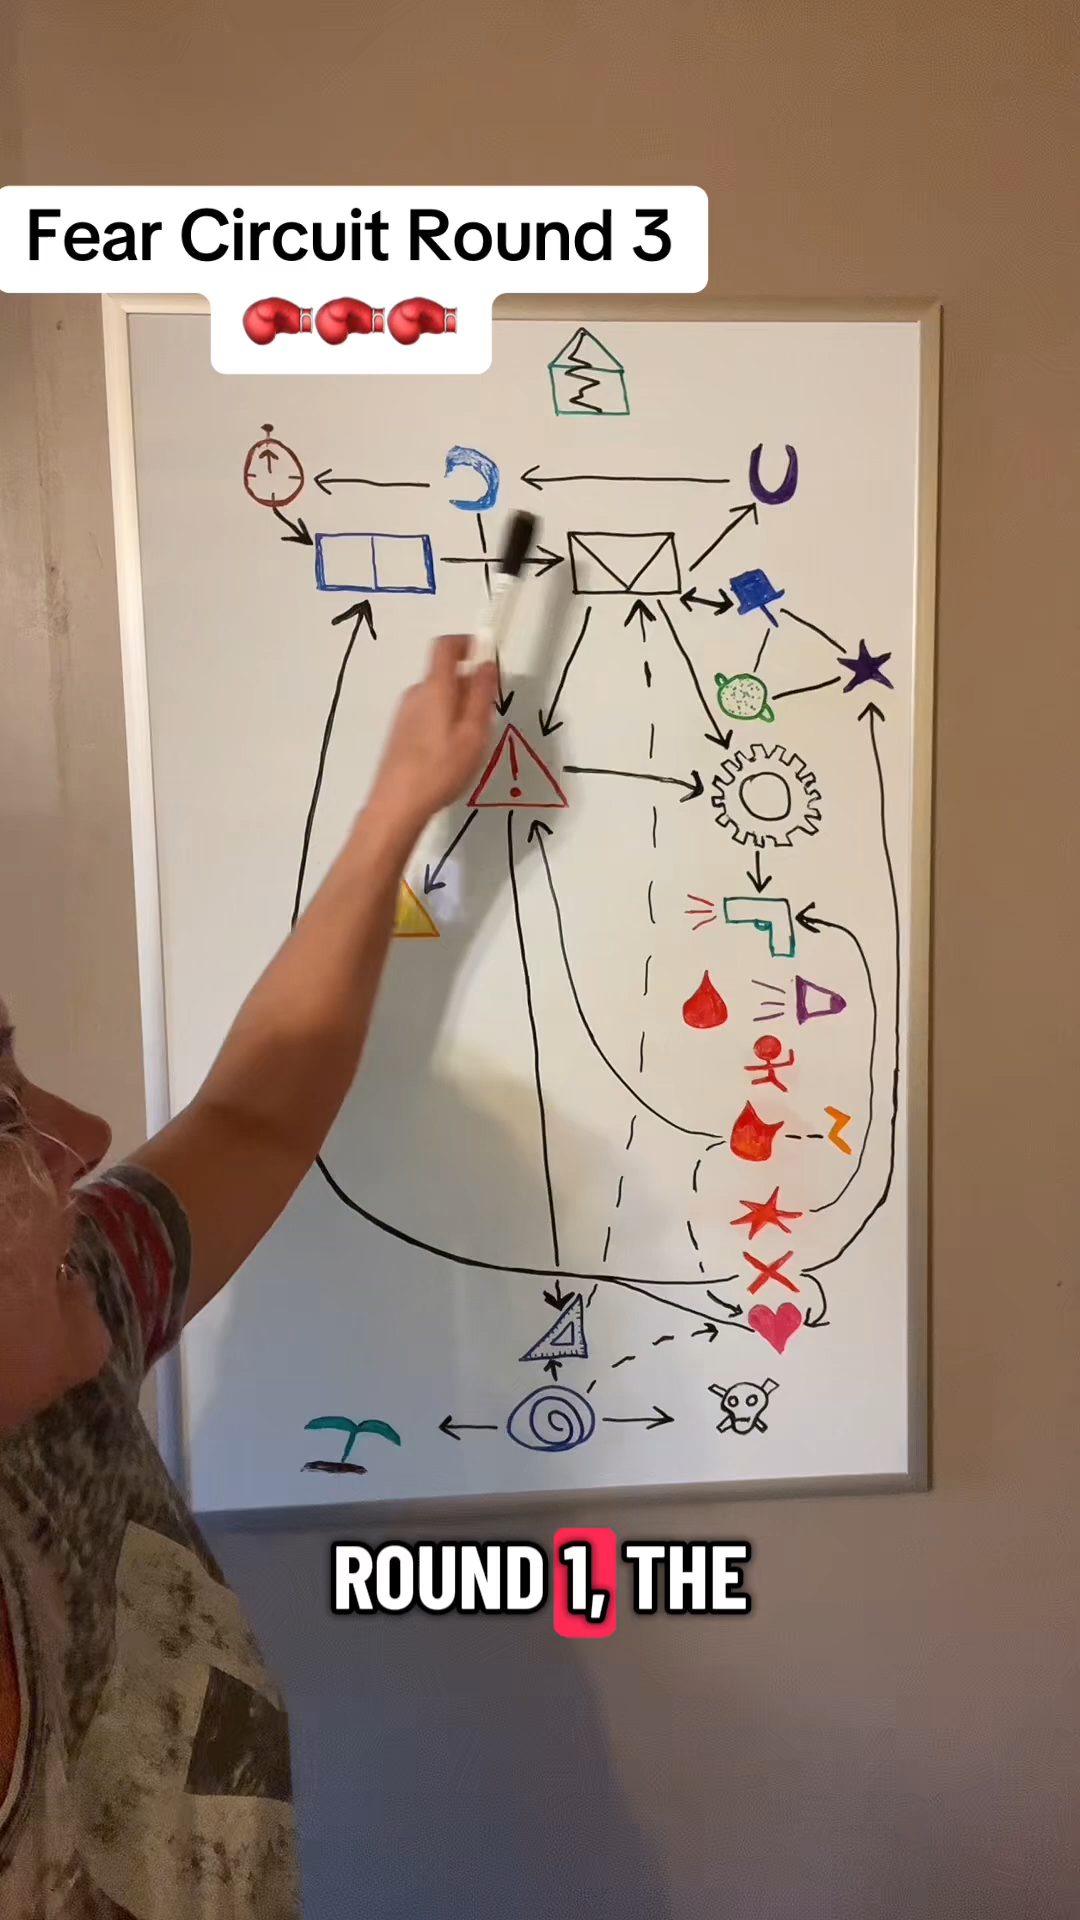 Fear Circuit Round 3
🥊🥊🥊
!
ROUND 1, THE